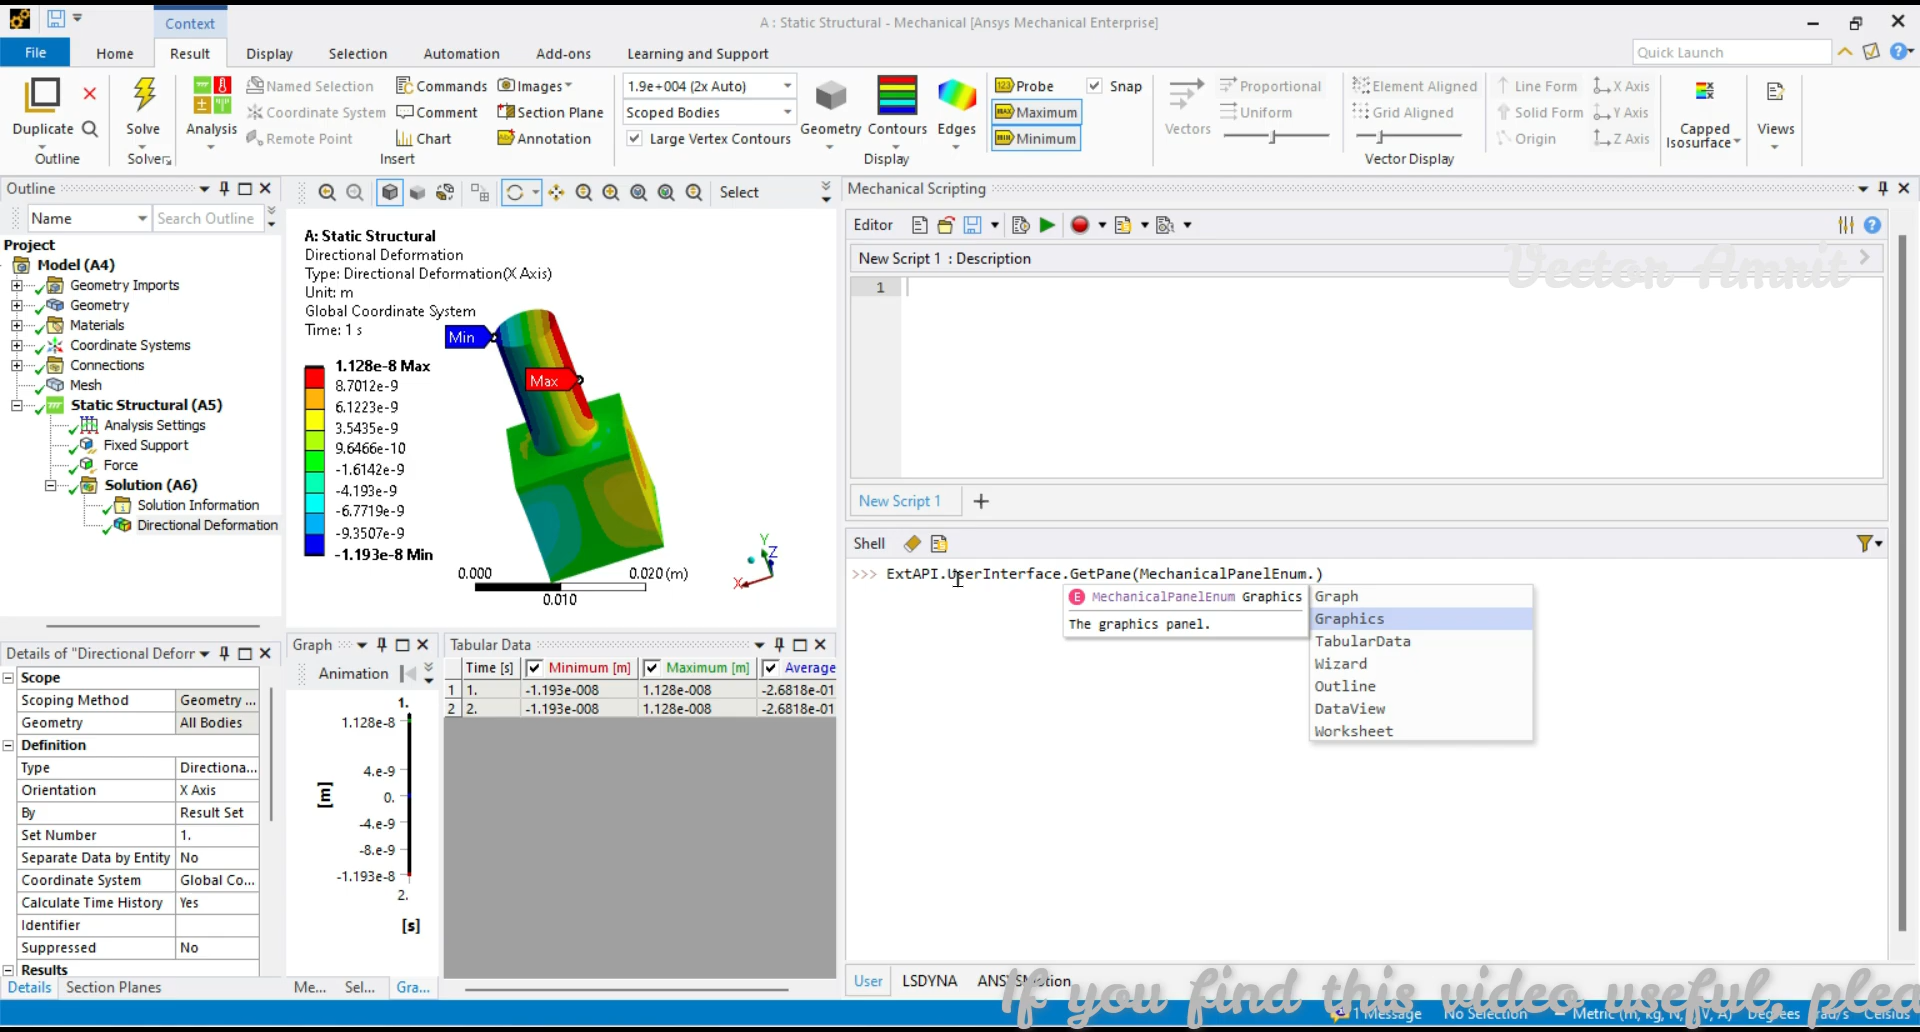 Context
A : Static Structural - Mechanical [Ansys Mechanical Enterprise]
File Home Result Display Selection Automation Add-ons Learning and Support
Quick Launch
Duplicate
Outline
Solve
Solver
Analysis
Named Selection
Coordinate System
Remote Point
Commands
Comment
Chart
Images
Section Plane
Annotation
Insert
1.9e+004 (2x Auto)
Scoped Bodies
Large Vertex Contours
Geometry
Contours
Edges
Display
Probe
Maximum
Minimum
Snap
Vectors
Proportional
Uniform
Element Aligned
Grid Aligned
Line Form
Solid Form
Origin
X Axis
Y Axis
Z Axis
Vector Display
Capped
Isosurface
Views
Outline
Name
Search Outline
Project
Model (A4)
Geometry Imports
Geometry
Materials
Coordinate Systems
Connections
Mesh
Static Structural (A5)
Analysis Settings
Fixed Support
Force
Solution (A6)
Solution Information
Directional Deformation
Select
A: Static Structural
Directional Deformation
Type: Directional Deformation(X Axis)
Unit: m
Global Coordinate System
Time: 1 s
Min
Max
1.128e-8 Max
8.7012e-9
6.1223e-9
3.5435e-9
9.6466e-10
-1.6142e-9
-4.193e-9
-6.7719e-9
-9.3507e-9
-1.193e-8 Min
0.000 0.020 (m)
0.010
Y
Z
X
Mechanical Scripting
Editor
New Script 1 : Description
Vector Amrit
1
New Script 1 +
Shell
>>> ExtAPI.UserInterface.GetPane(MechanicalPanelEnum.)
E MechanicalPanelEnum Graphics
The graphics panel.
Graph
Graphics
TabularData
Wizard
Outline
DataView
Worksheet
User LSDYNA ANSYSMotion
Details of "Directional Deforr
Scope
Scoping Method Geometry ...
Geometry All Bodies
Definition
Type Directiona...
Orientation X Axis
By Result Set
Set Number 1.
Separate Data by Entity No
Coordinate System Global Co...
Calculate Time History Yes
Identifier
Suppressed No
Results
Details Section Planes
Graph
Animation
1.
1.128e-8
4.e-9
0.
-4.e-9
-8.e-9
-1.193e-8
2.
[m]
[s]
Me... Sel... Gra...
Tabular Data
Time [s] Minimum [m] Maximum [m] Average
1 1. -1.193e-008 1.128e-008 -2.6818e-01
2 2. -1.193e-008 1.128e-008 -2.6818e-01
If you find this video useful, plea
1 Message No Selection Metric (m, kg, N, s, V, A) Degrees rad/s Celsius